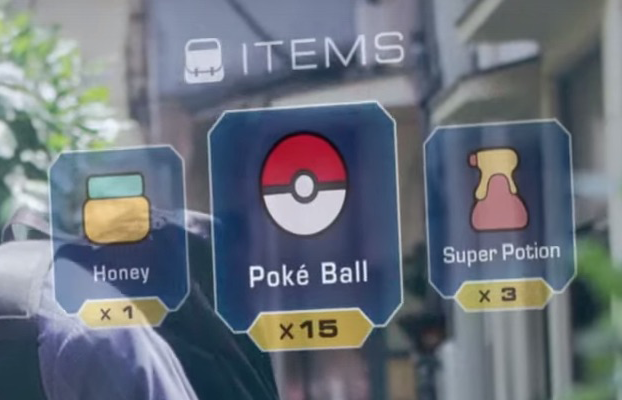 ITEMS
Honey
x 1
Poké Ball
x15
Super Potion
x 3